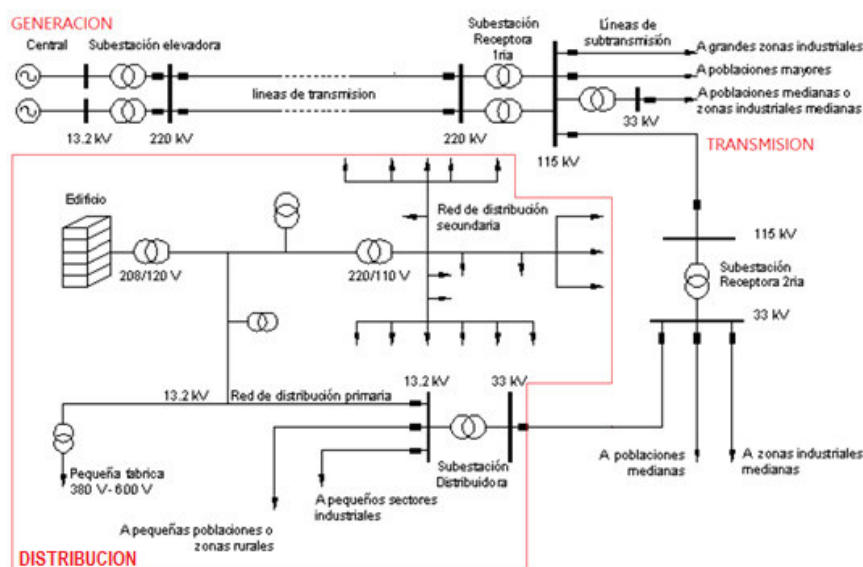 GENERACION
Central
Subestación elevadora
Subestación
Receptora
1ria
Líneas de
subtransmisión
A grandes zonas industriales
A poblaciones mayores
A poblaciones medianas o
zonas industriales medianas
lineas de transmision
13.2 kV
220 kV
220 kV
33 kV
115 kV
TRANSMISION
Edificio
208/120 V
220/110 V
Red de distribución
secundaria
115 kV
Subestación
Receptora 2ria
33 kV
13.2 kV
Red de distribución primaria
13.2 kV
33 kV
Pequeña fabrica
380 V- 600 V
Subestación
Distribuidora
A poblaciones
medianas
A zonas industriales
medianas
A pequeños sectores
industriales
A pequeñas poblaciones o
zonas rurales
DISTRIBUCION